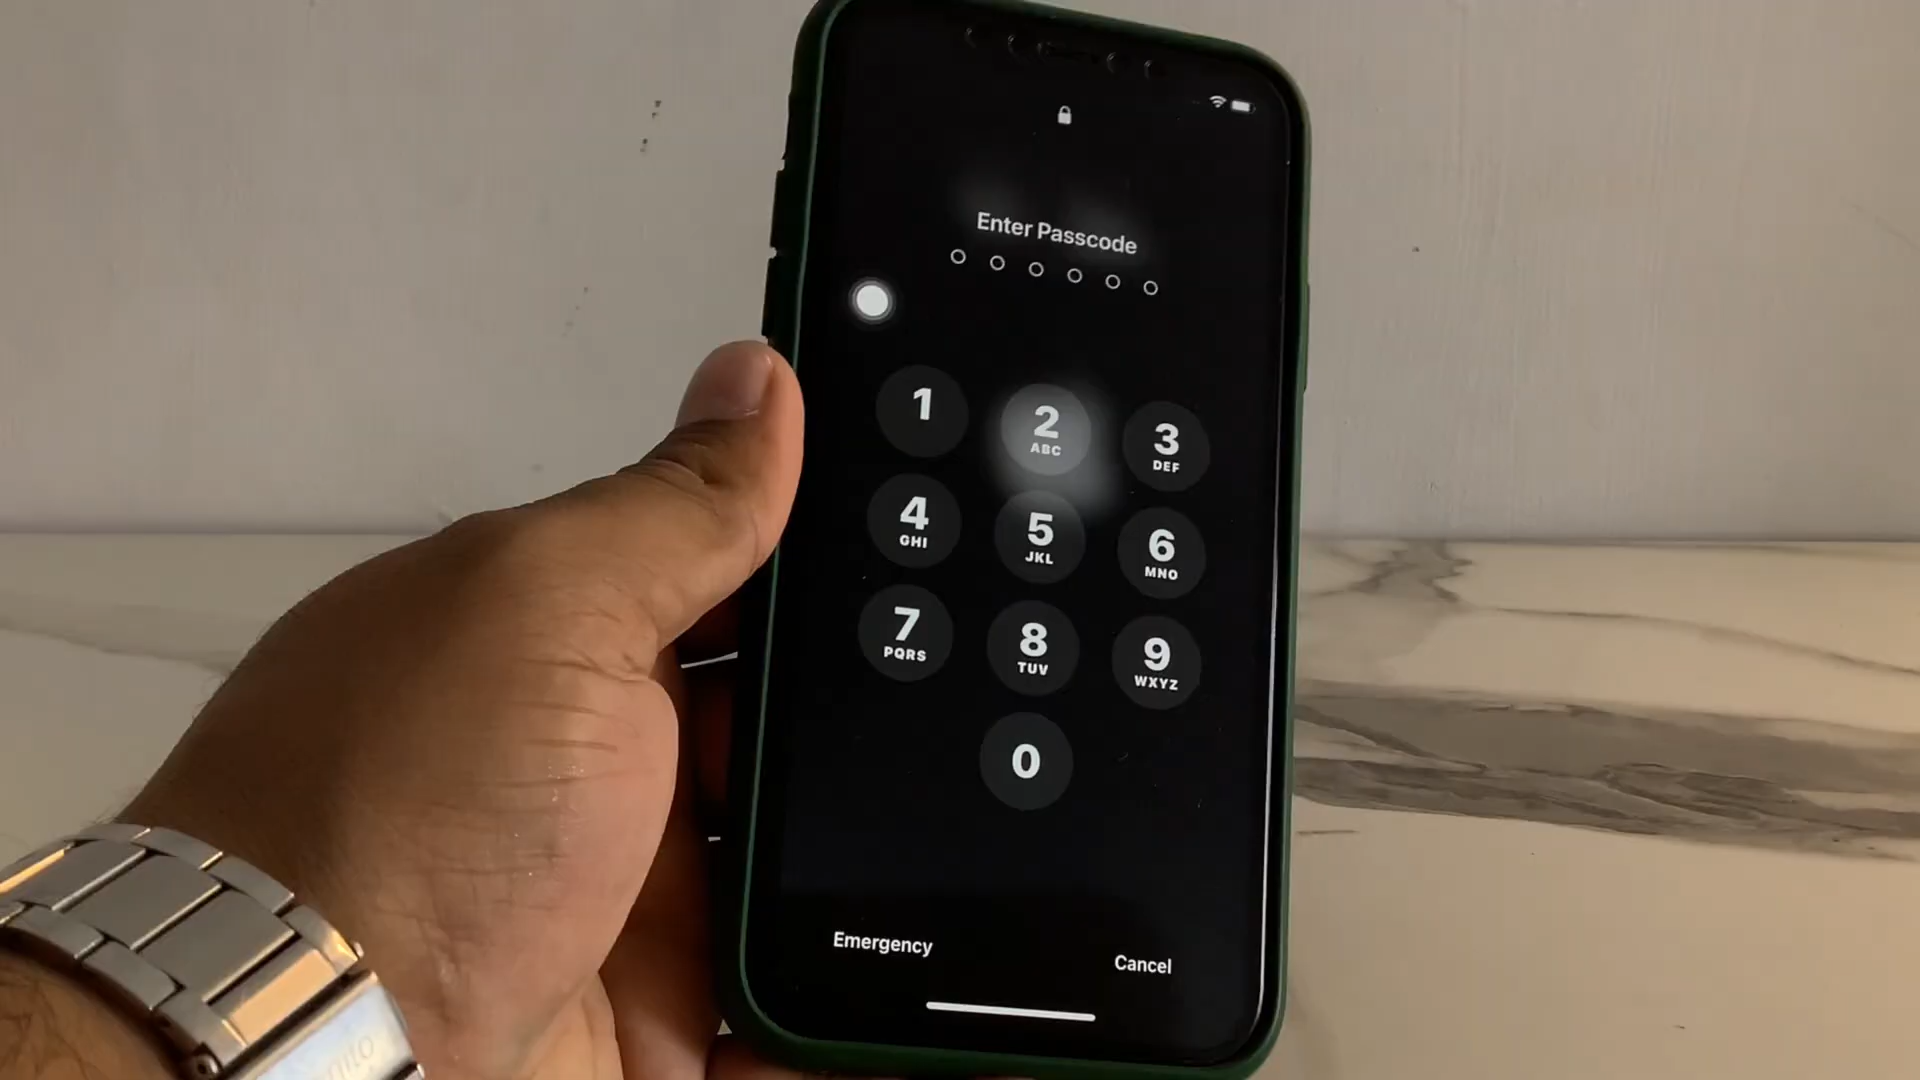 Enter Passcode
1
2
ABC
3
DEF
4
GHI
5
JKL
6
MNO
7
PQRS
8
TUV
9
WXYZ
0
Emergency
Cancel